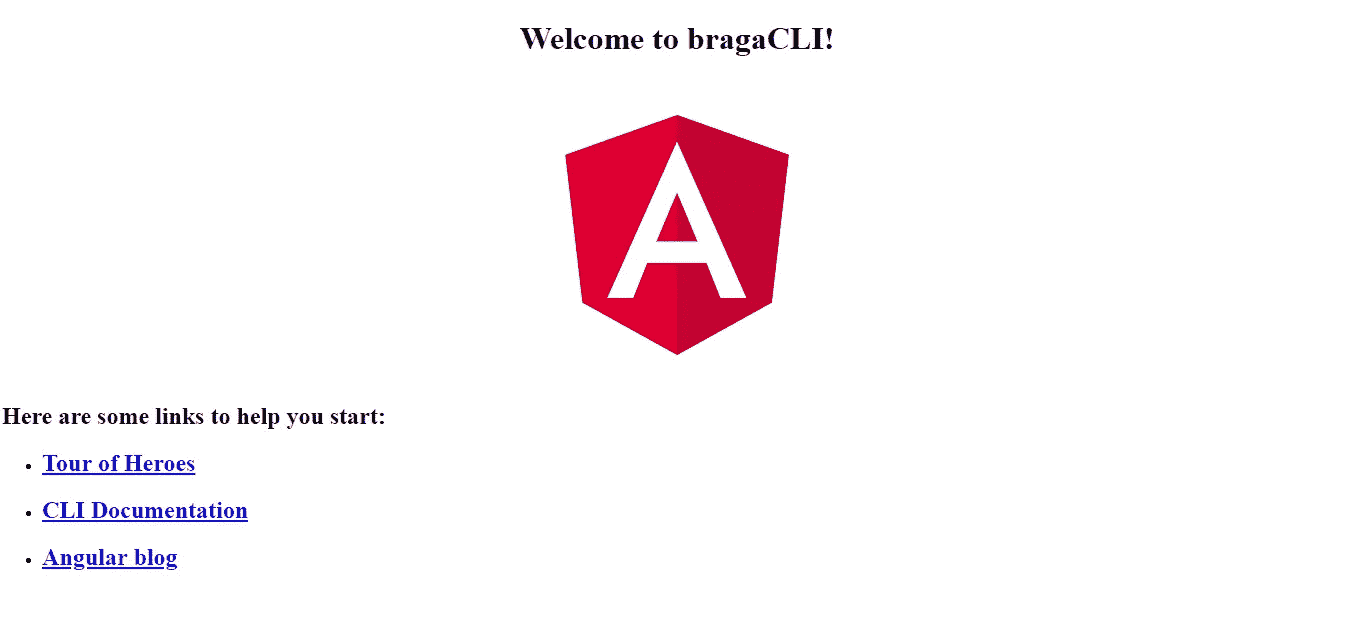 Welcome to bragaCLI!
A
Here are some links to help you start:
Tour of Heroes
CLI Documentation
Angular blog